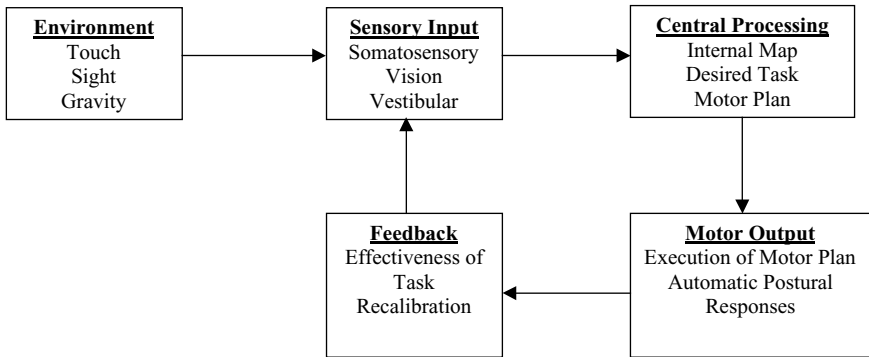 Environment
Touch
Sight
Gravity
Sensory Input
Somatosensory
Vision
Vestibular
Central Processing
Internal Map
Desired Task
Motor Plan
Feedback
Effectiveness of
Task
Recalibration
Motor Output
Execution of Motor Plan
Automatic Postural
Responses